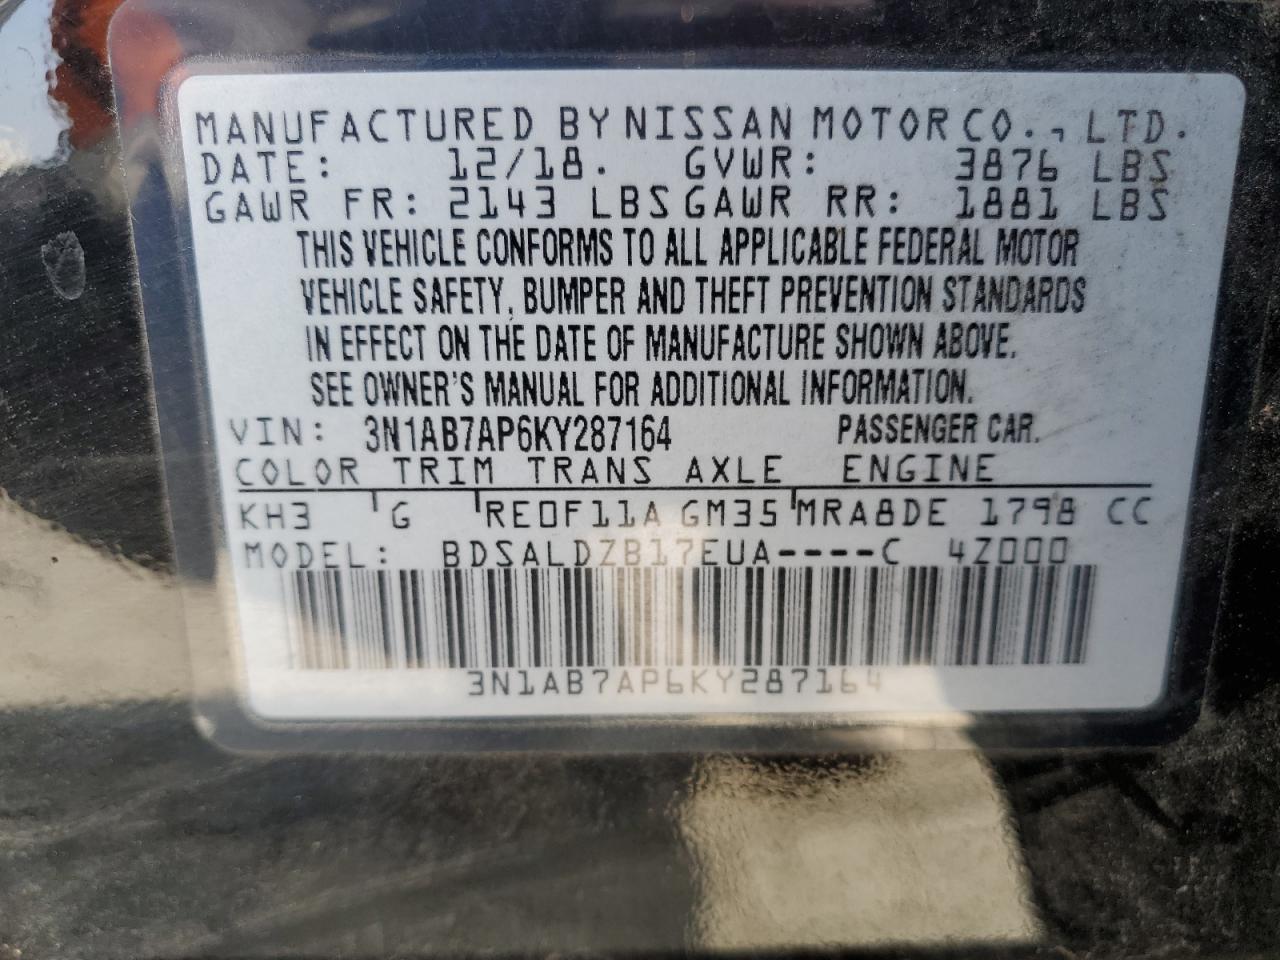 MANUFACTURED BY NISSAN MOTOR CO., LTD.
DATE: 12/18. GVWR: 3876 LBS
GAWR FR: 2143 LBS GAWR RR: 1881 LBS
THIS VEHICLE CONFORMS TO ALL APPLICABLE FEDERAL MOTOR
VEHICLE SAFETY, BUMPER AND THEFT PREVENTION STANDARDS
IN EFFECT ON THE DATE OF MANUFACTURE SHOWN ABOVE.
SEE OWNER'S MANUAL FOR ADDITIONAL INFORMATION.
VIN: 3N1AB7AP6KY287164 PASSENGER CAR.
COLOR TRIM TRANS AXLE ENGINE
KH3 G RE0F11A GM35 MRA8DE 1798 CC
MODEL: BDSALDZB17EUA----C 4Z000
3N1AB7AP6KY287164